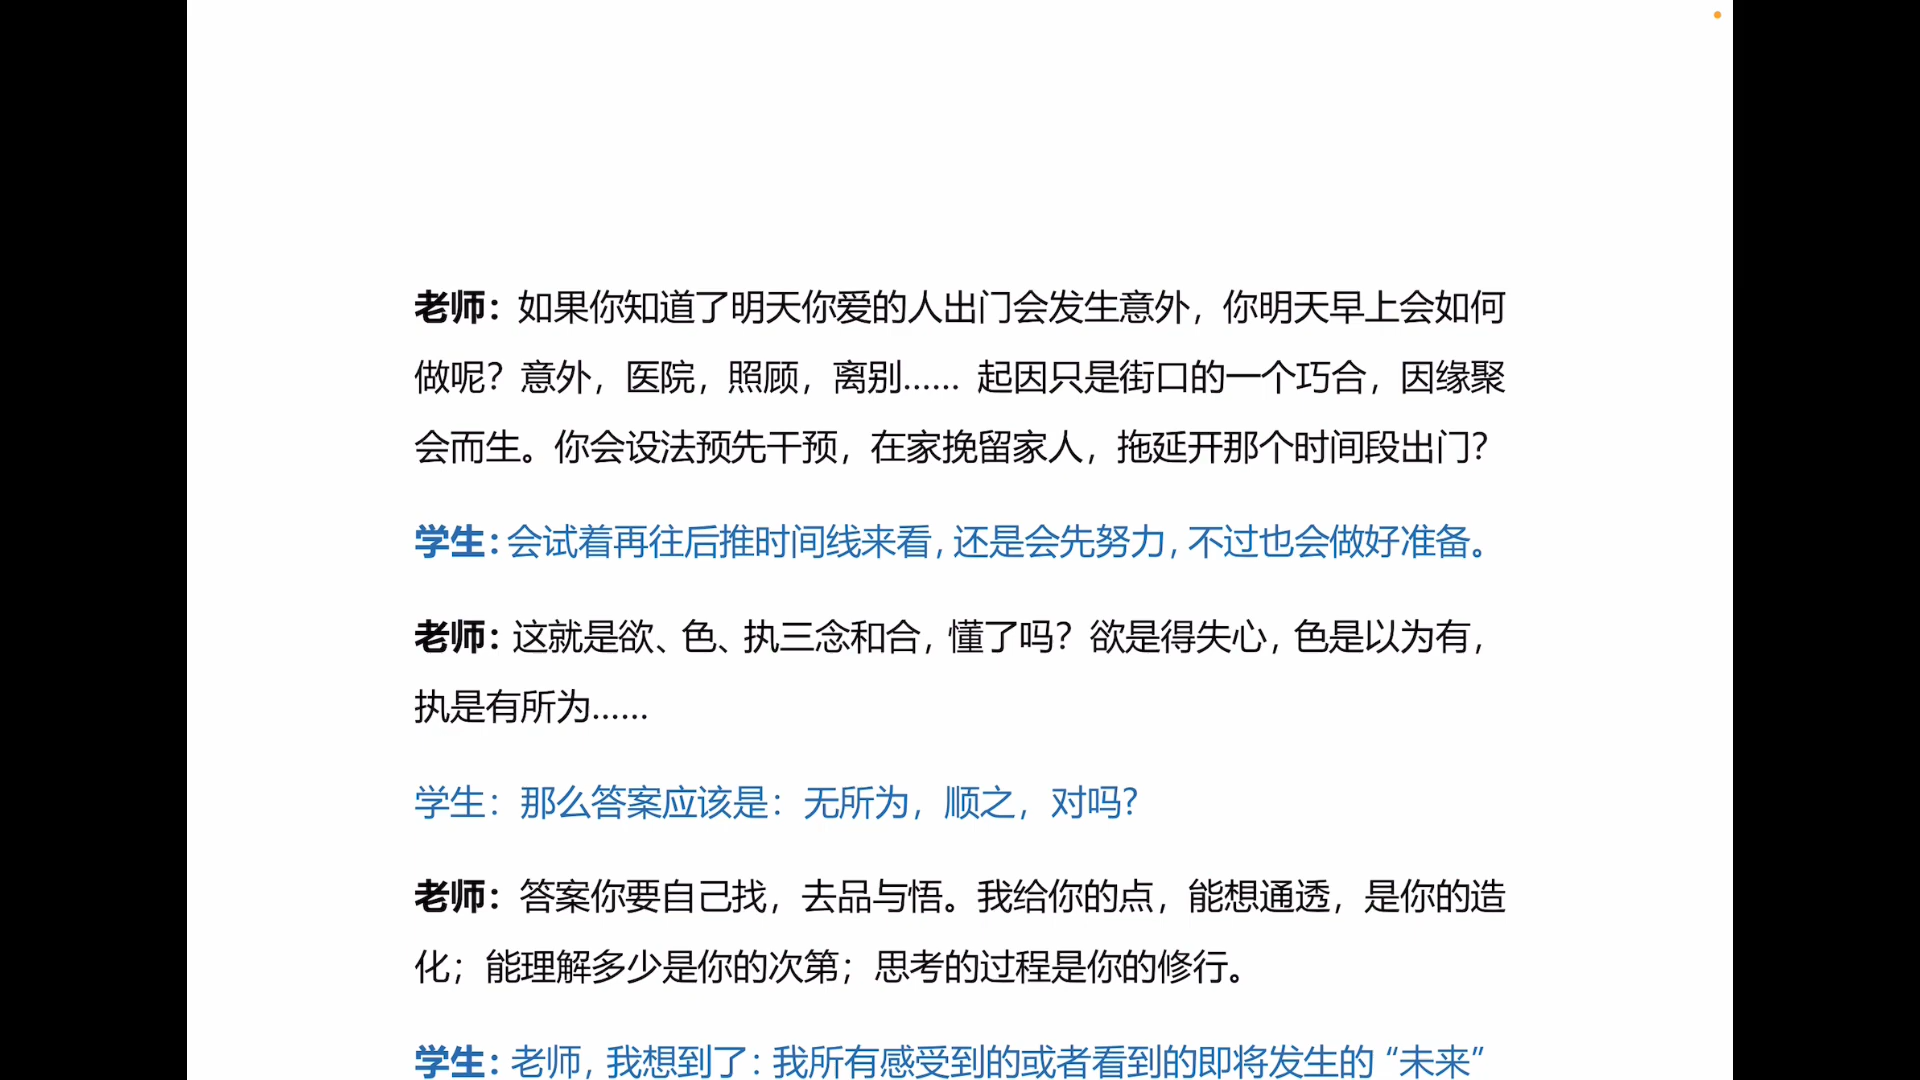 老师：如果你知道了明天你爱的人出门会发生意外，你明天早上会如何
做呢？意外，医院，照顾，离别…… 起因只是街口的一个巧合，因缘聚
会而生。你会设法预先干预，在家挽留家人，拖延开那个时间段出门？
学生：会试着再往后推时间线来看，还是会先努力，不过也会做好准备。
老师：这就是欲、色、执三念和合，懂了吗？欲是得失心，色是以为有，
执是有所为……
学生：那么答案应该是：无所为，顺之，对吗？
老师：答案你要自己找，去品与悟。我给你的点，能想通透，是你的造
化；能理解多少是你的次第；思考的过程是你的修行。
学生：老师，我想到了：我所有感受到的或者看到的即将发生的“未来”